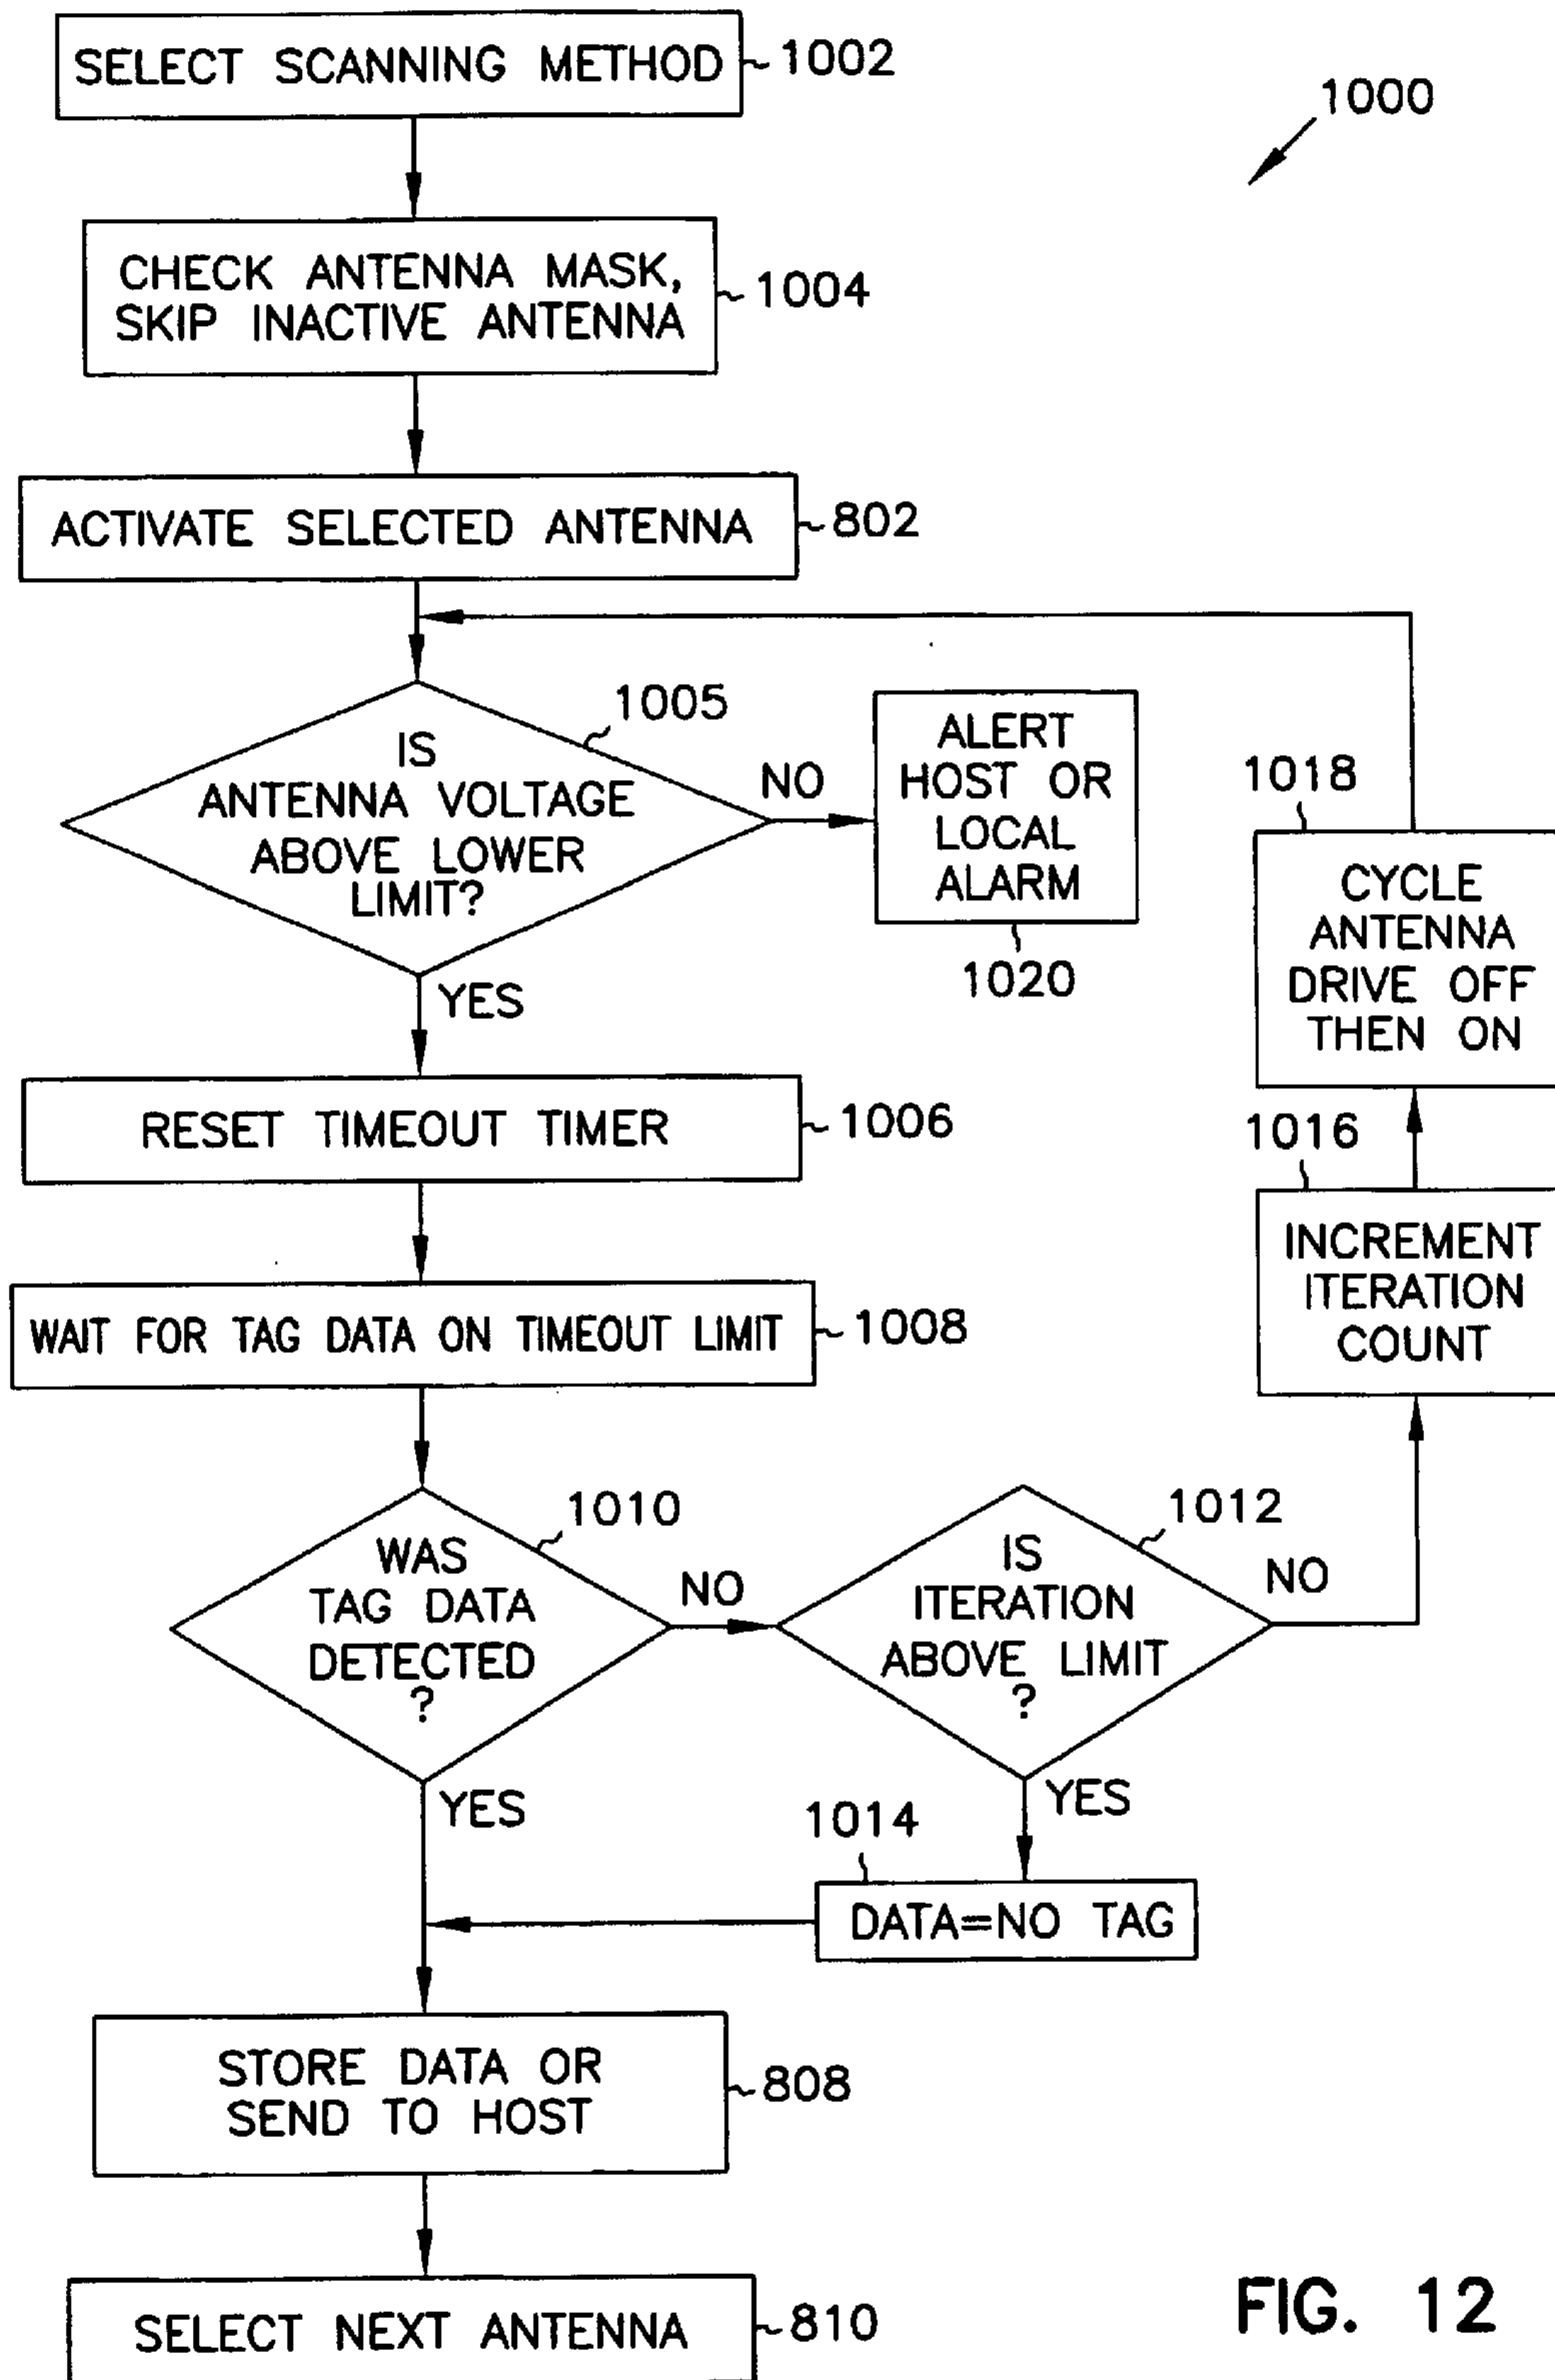 SELECT SCANNING METHOD
1002
1000
CHECK ANTENNA MASK,
SKIP INACTIVE ANTENNA
1004
ACTIVATE SELECTED ANTENNA
802
IS
ANTENNA VOLTAGE
ABOVE LOWER
LIMIT?
1005
NO
YES
ALERT
HOST OR
LOCAL
ALARM
1020
1018
CYCLE
ANTENNA
DRIVE OFF
THEN ON
RESET TIMEOUT TIMER
1006
1016
INCREMENT
ITERATION
COUNT
WAIT FOR TAG DATA ON TIMEOUT LIMIT
1008
WAS
TAG DATA
DETECTED
?
1010
NO
YES
IS
ITERATION
ABOVE LIMIT
?
1012
NO
YES
1014
DATA=NO TAG
STORE DATA OR
SEND TO HOST
808
SELECT NEXT ANTENNA
810
FIG. 12